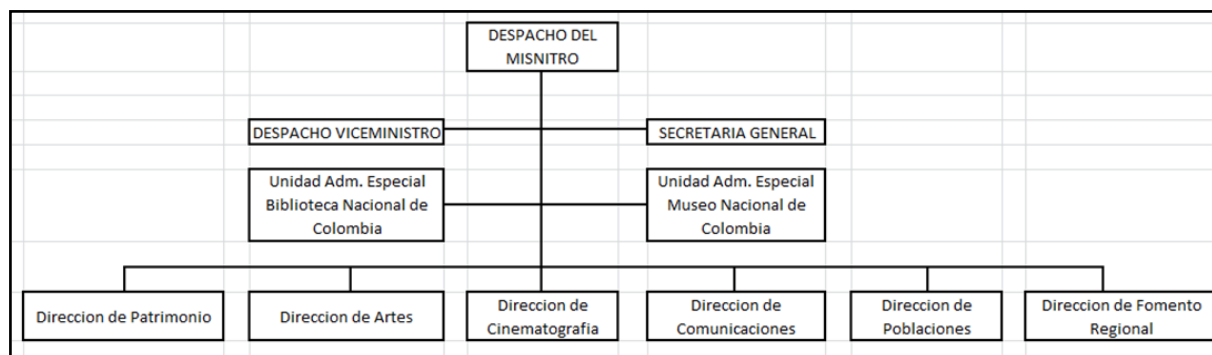 DESPACHO DEL
MISNITRO
DESPACHO VICEMINISTRO
SECRETARIA GENERAL
Unidad Adm. Especial
Biblioteca Nacional de
Colombia
Unidad Adm. Especial
Museo Nacional de
Colombia
Direccion de Patrimonio
Direccion de Artes
Direccion de
Cinematografia
Direccion de
Comunicaciones
Direccion de
Poblaciones
Direccion de Fomento
Regional